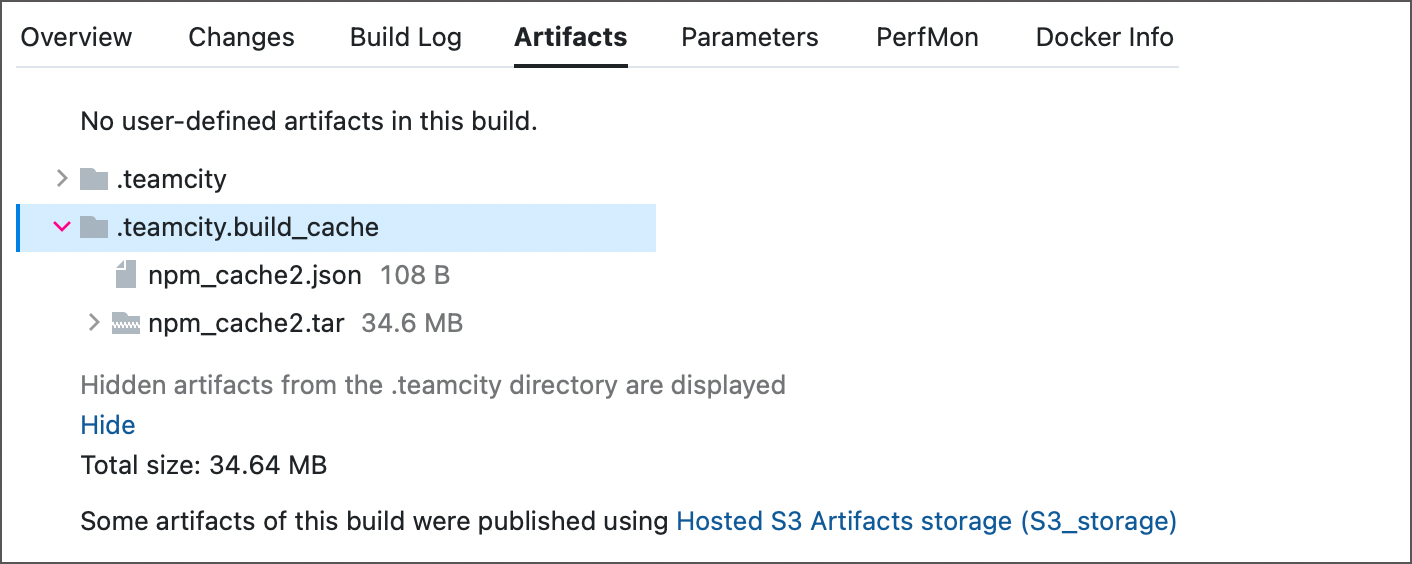 Overview Changes Build Log Artifacts Parameters PerfMon Docker Info
No user-defined artifacts in this build.
.teamcity
.teamcity.build_cache
npm_cache2.json 108 B
npm_cache2.tar 34.6 MB
Hidden artifacts from the .teamcity directory are displayed
Hide
Total size: 34.64 MB
Some artifacts of this build were published using Hosted S3 Artifacts storage (S3_storage)